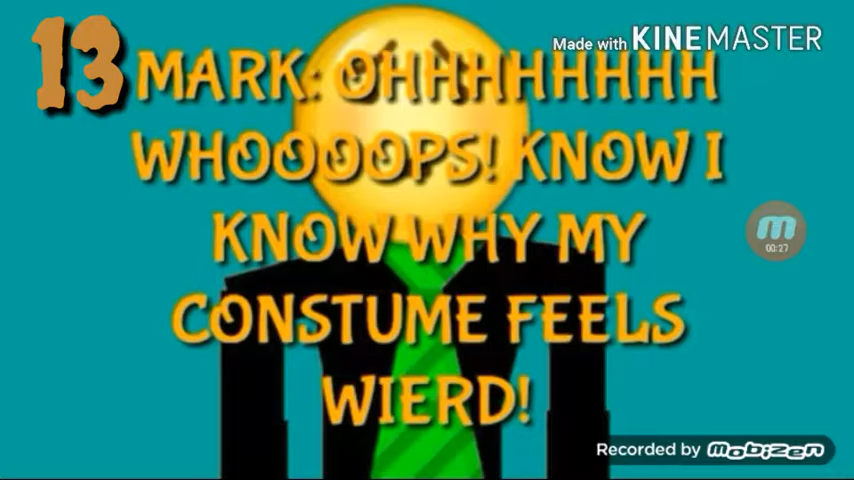 13
Made with KINEMASTER
MARK: OHHHHHHHH
WHOOOOPS! KNOW I
KNOW WHY MY
CONSTUME FEELS
WIERD!
m
00:27
Recorded by mobizen